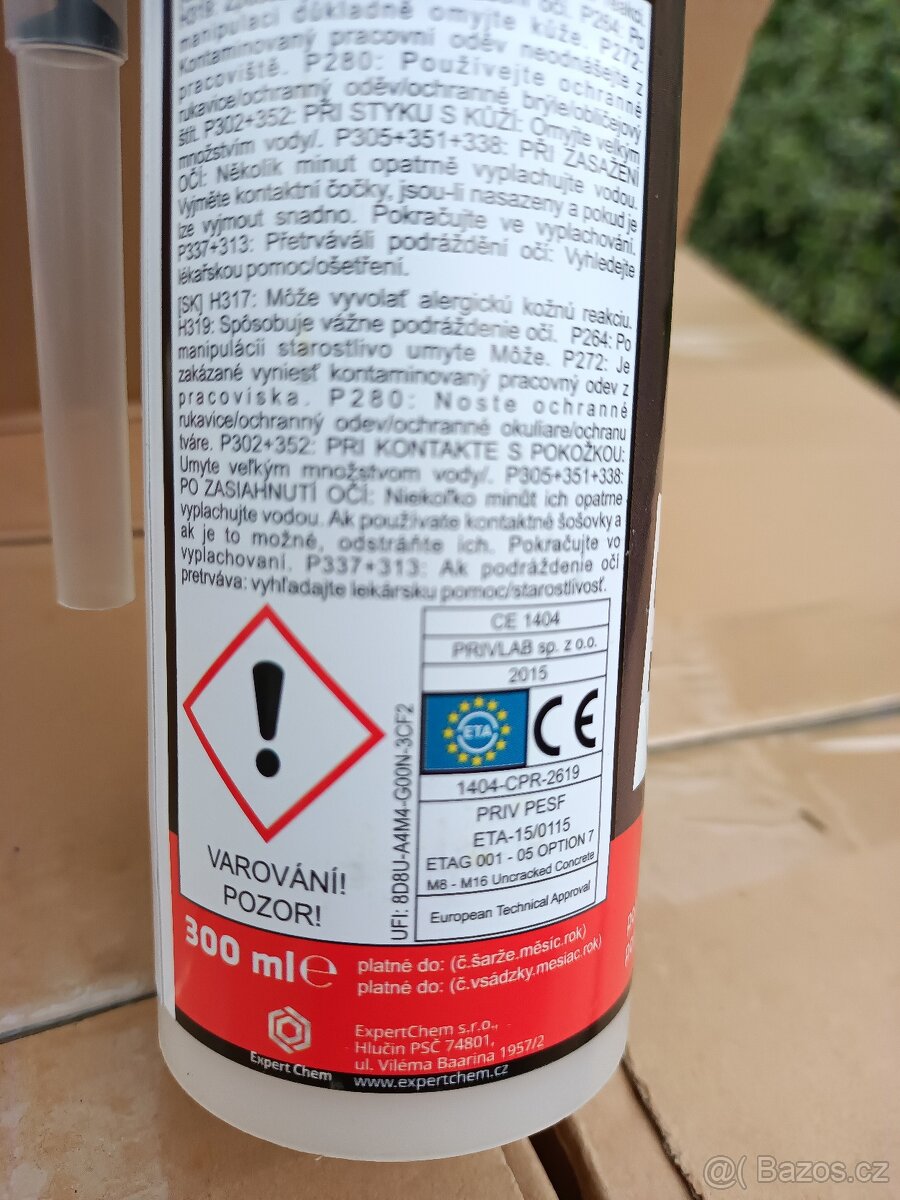 manipulaci důkladně omyjte kůže. P272:
Kontaminovaný pracovní oděv neodnášejte z
pracoviště. P280: Používejte ochranné
rukavice/ochranný oděv/ochranné brýle/obličejový
štít. P302+352: PŘI STYKU S KŮŽÍ: Omyjte velkým
množstvím vody/. P305+351+338: PŘI ZASAŽENÍ
OČÍ: Několik minut opatrně vyplachujte vodou.
Vyjměte kontaktní čočky, jsou-li nasazeny a pokud je
lze vyjmout snadno. Pokračujte ve vyplachování.
P337+313: Přetrváválí podráždění očí: Vyhledejte
lékařskou pomoc/ošetření.
[SK] H317: Môže vyvolať alergickú kožnú reakciu.
H319: Spôsobuje vážne podráždenie očí. P264: Po
manipulácii starostlivo umyte Môže. P272: Je
zakázané vyniesť kontaminovaný pracovný odev z
pracoviska. P280: Noste ochranné
rukavice/ochranný odev/ochranné okuliare/ochranu
tváre. P302+352: PRI KONTAKTE S POKOŽKOU:
Umyte veľkým množstvom vody/. P305+351+338:
PO ZASIAHNUTÍ OČÍ: Niekoľko minút ich opatrne
vyplachujte vodou. Ak používate kontaktné šošovky a
ak je to možné, odstráňte ich. Pokračujte vo
vyplachovaní. P337+313: Ak podráždenie očí
pretrváva: vyhľadajte lekársku pomoc/starostlivosť.
CE 1404
PRIVLAB sp. z o.o.
2015
ETA CE
1404-CPR-2619
PRIV PESF
ETA-15/0115
ETAG 001 - 05 OPTION 7
M8 - M16 Uncracked Concrete
European Technical Approval
UFI: 8D8U-A4M4-G00N-3CF2
VAROVÁNÍ!
POZOR!
300 ml e
platné do: (č.šarže.měsíc.rok)
platné do: (č.vsádzky.mesiac.rok)
Expert Chem
ExpertChem s.r.o.,
Hlučin PSČ 74801,
ul. Viléma Baarina 1957/2
www.expertchem.cz
@( Bazos.cz